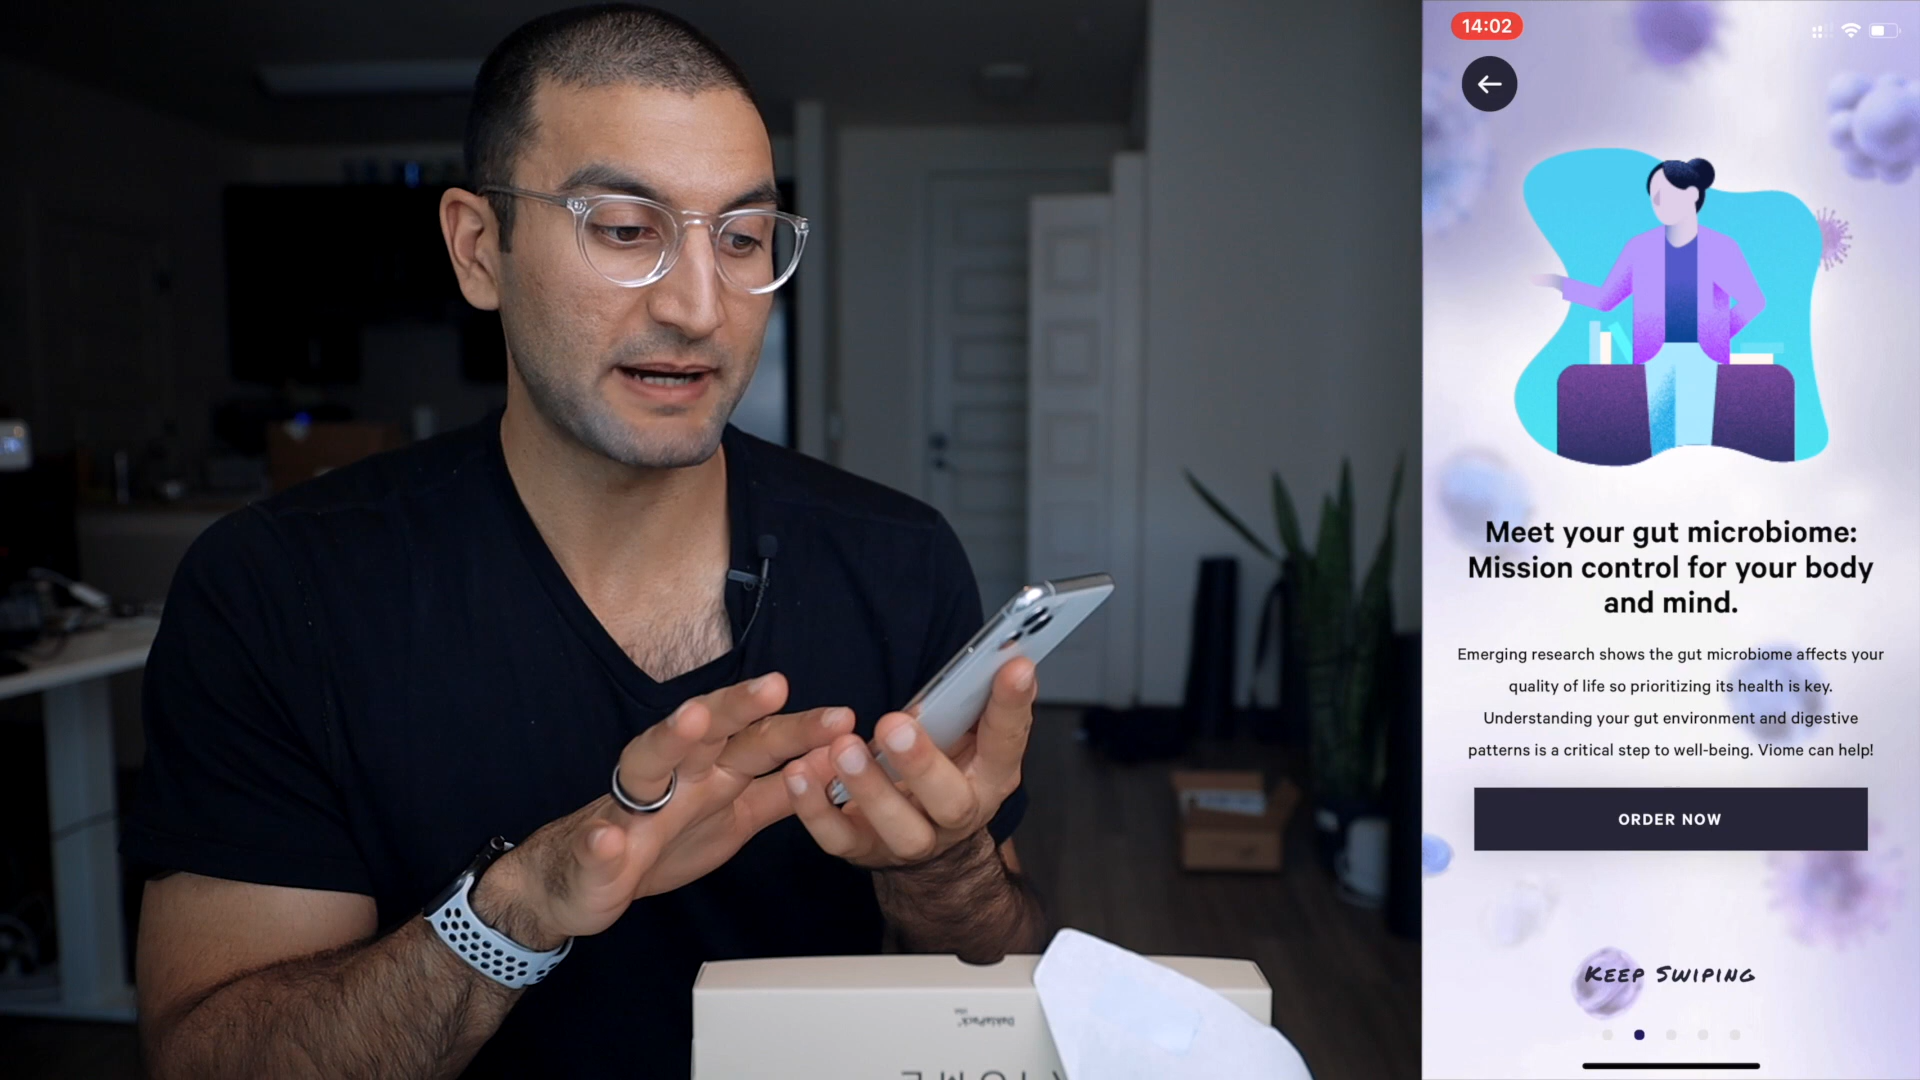 14:02
Meet your gut microbiome:
Mission control for your body
and mind.
Emerging research shows the gut microbiome affects your
quality of life so prioritizing its health is key.
Understanding your gut environment and digestive
patterns is a critical step to well-being. Viome can help!
ORDER NOW
KEEP SWIPING